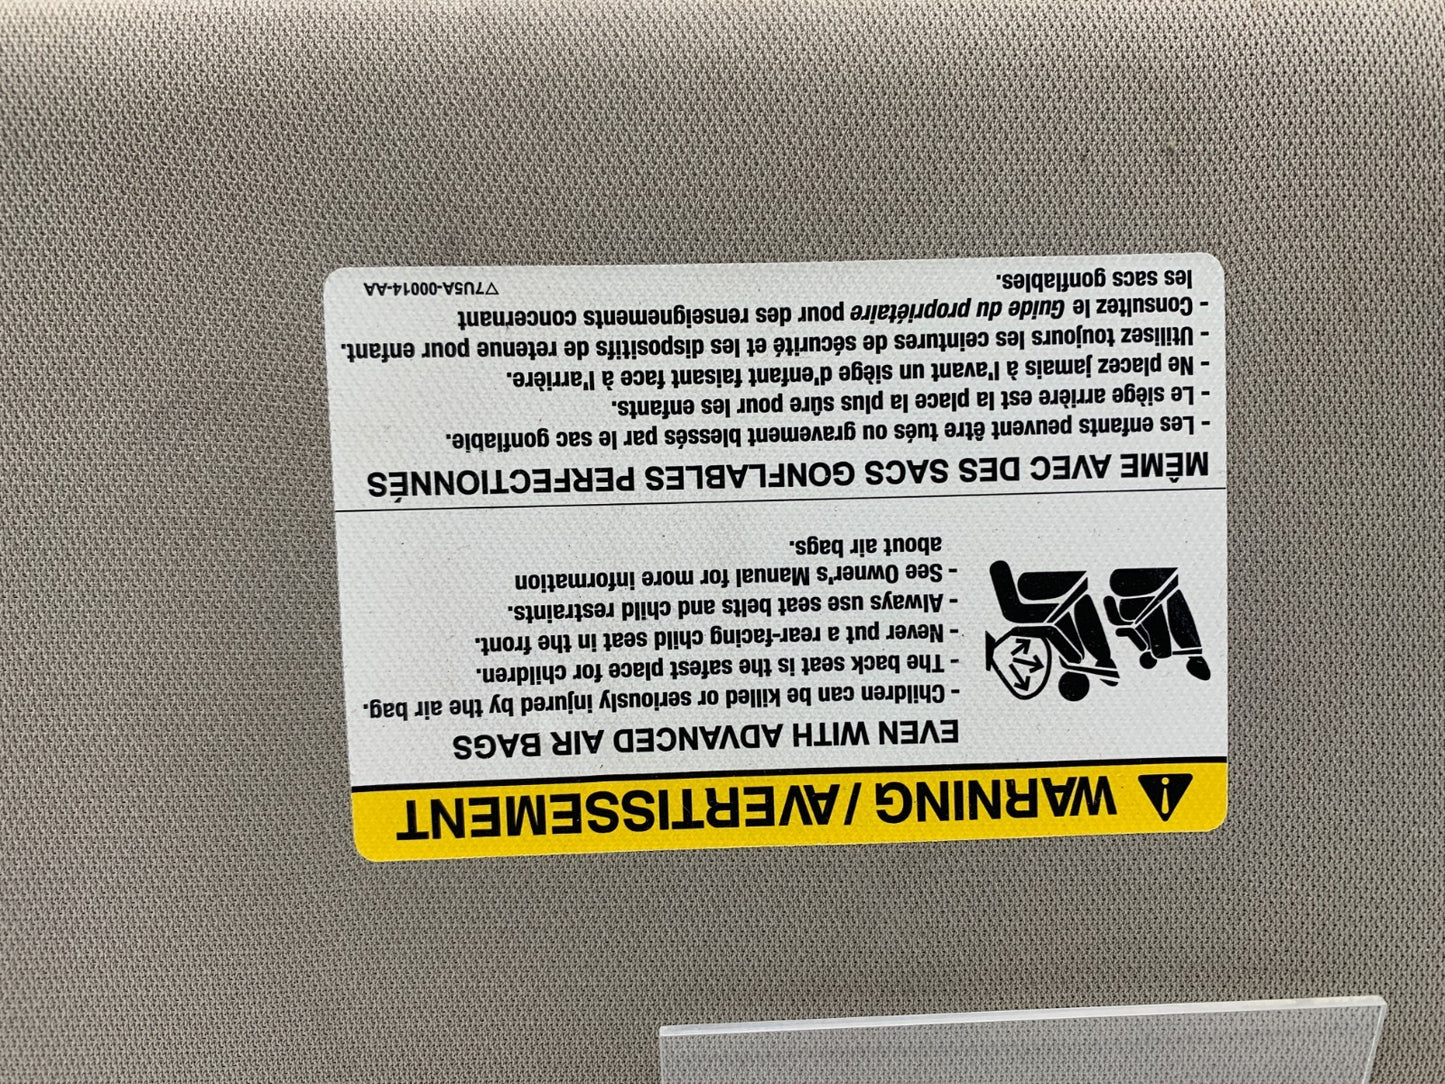 WARNING / AVERTISSEMENT
EVEN WITH ADVANCED AIR BAGS
- Children can be killed or seriously injured by the air bag.
- The back seat is the safest place for children.
- Never put a rear-facing child seat in the front.
- Always use seat belts and child restraints.
- See Owner's Manual for more information
about air bags.
MÊME AVEC DES SACS GONFLABLES PERFECTIONNÉS
- Les enfants peuvent être tués ou gravement blessés par le sac gonflable.
- Le siège arrière est la place la plus sûre pour les enfants.
- Ne placez jamais à l'avant un siège d'enfant faisant face à l'arrière.
- Utilisez toujours les ceintures de sécurité et les dispositifs de retenue pour enfant.
- Consultez le Guide du propriétaire pour des renseignements concernant
les sacs gonflables.
▽7U5A-00014-AA